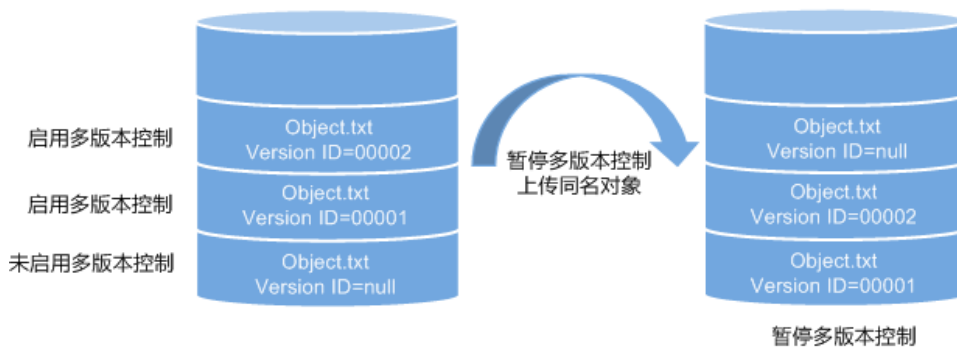 启用多版本控制
Object.txt
Version ID=00002
启用多版本控制
Object.txt
Version ID=00001
未启用多版本控制
Object.txt
Version ID=null
暂停多版本控制
上传同名对象
Object.txt
Version ID=null
Object.txt
Version ID=00002
Object.txt
Version ID=00001
暂停多版本控制